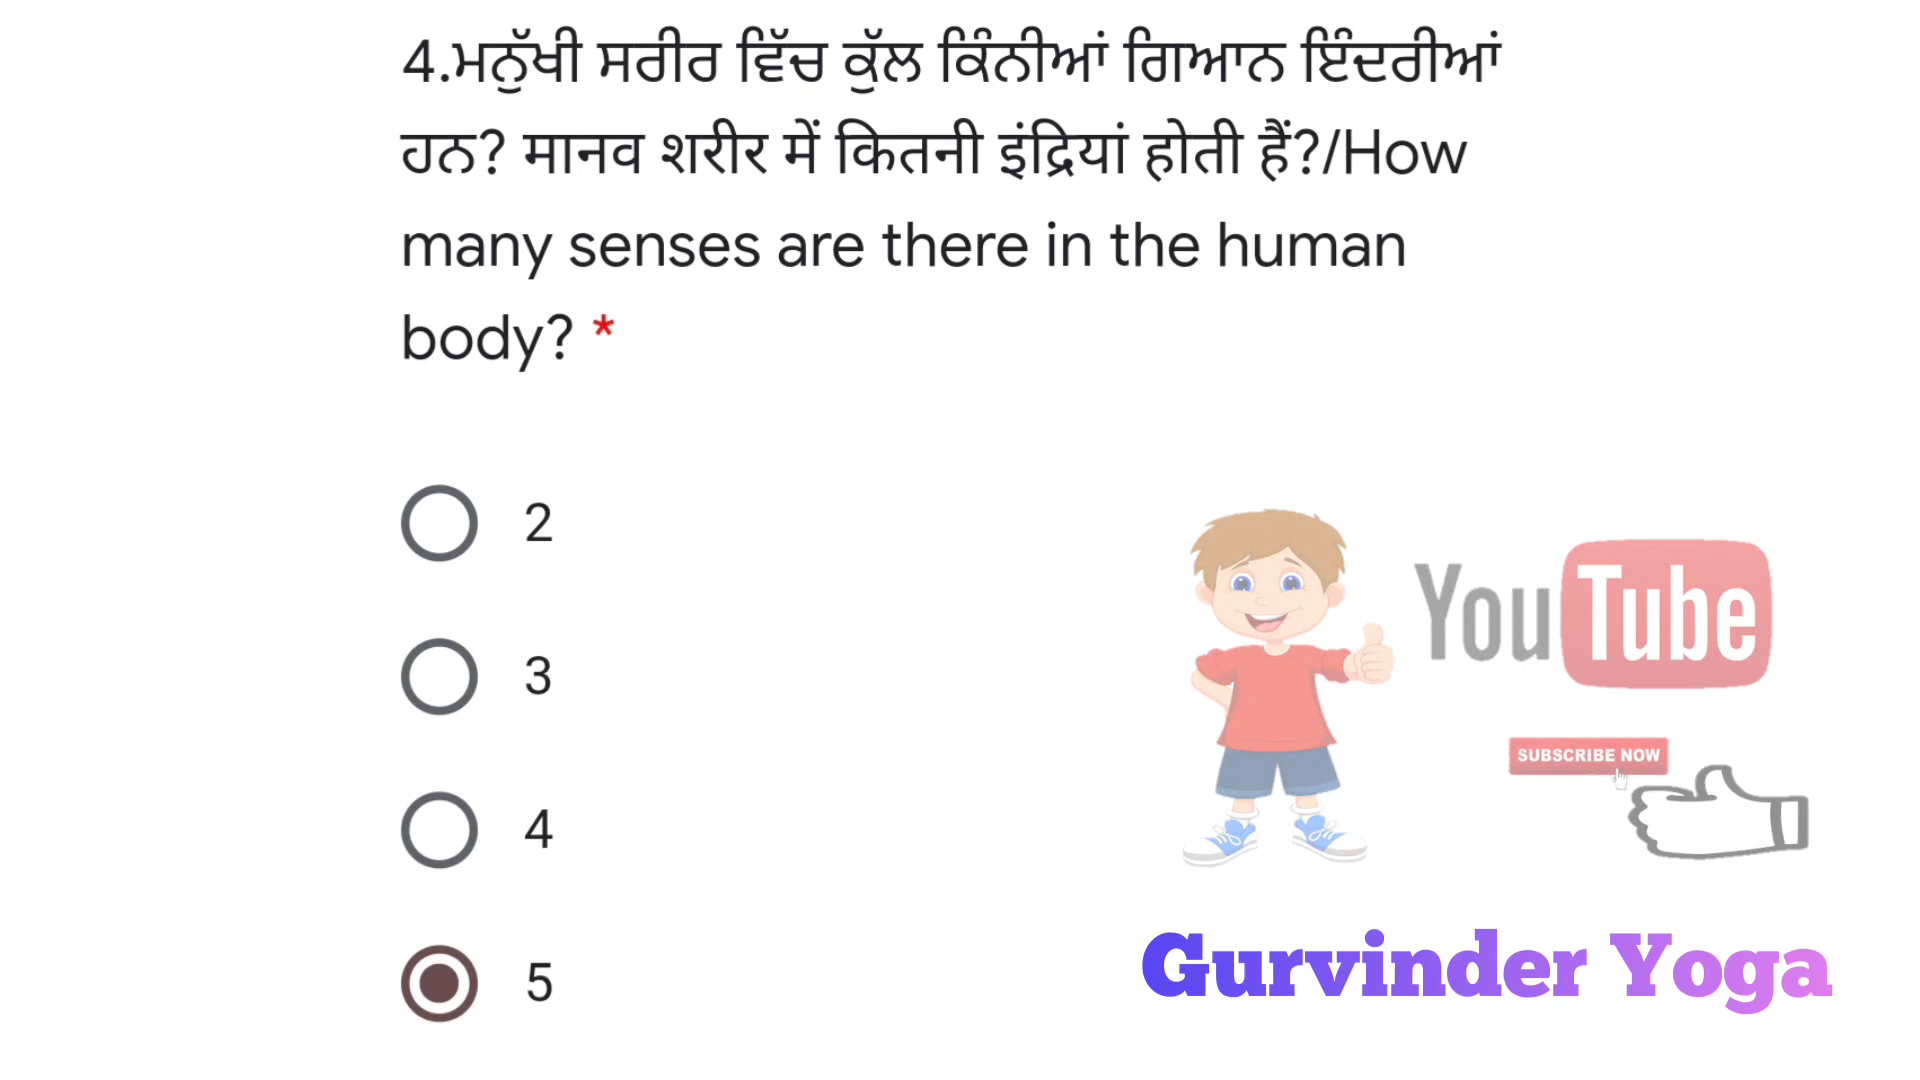 4.ਮਨੁੱਖੀ ਸਰੀਰ ਵਿੱਚ ਕੁੱਲ ਕਿੰਨੀਆਂ ਗਿਆਨ ਇੰਦਰੀਆਂ
ਹਨ? मानव शरीर में कितनी इंद्रियां होती हैं?/How
many senses are there in the human
body? *
2
3
4
5
YouTube
SUBSCRIBE NOW
Gurvinder Yoga